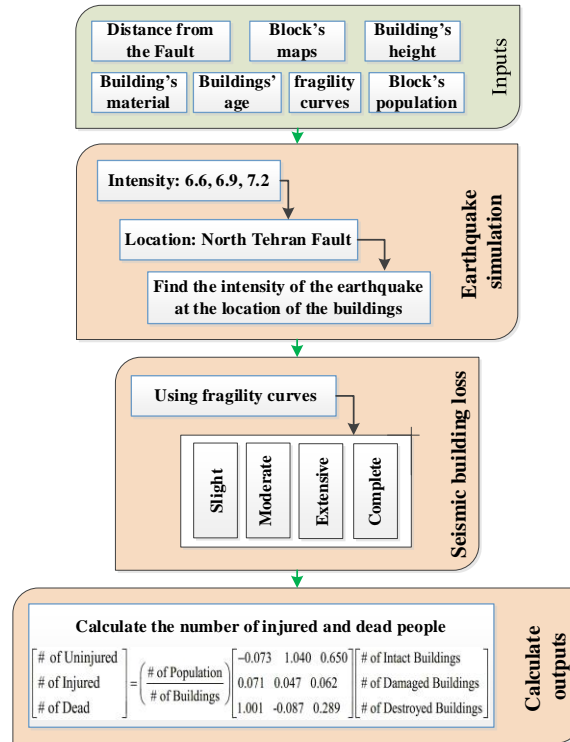 Distance from
the Fault
Block's
maps
Building's
height
Building's
material
Buildings'
age
fragility
curves
Block's
population
Inputs
Intensity: 6.6, 6.9, 7.2
Location: North Tehran Fault
Find the intensity of the earthquake
at the location of the buildings
Earthquake
simulation
Using fragility curves
Slight
Moderate
Extensive
Complete
Seismic building loss
Calculate the number of injured and dead people
# of Uninjured
# of Injured
# of Dead
=
# of Population
# of Buildings
−0.073 1.040 0.650
0.071 0.047 0.062
1.001 -0.087 0.289
# of Intact Buildings
# of Damaged Buildings
# of Destroyed Buildings
Calculate
outputs